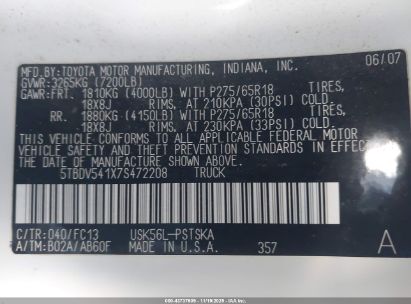 MFD.BY:TOYOTA MOTOR MANUFACTURING, INDIANA, INC. 06/07
GVWR:3265KG (7200LB)
GAWR:FRT. 1810KG (4000LB) WITH P275/65R18 TIRES,
18X8J RIMS, AT 210KPA (30PSI) COLD.
RR. 1880KG (4150LB) WITH P275/65R18 TIRES,
18X8J RIMS, AT 230KPA (33PSI) COLD.
THIS VEHICLE CONFORMS TO ALL APPLICABLE FEDERAL MOTOR
VEHICLE SAFETY AND THEFT PREVENTION STANDARDS IN
EFFECT ON THE DATE OF MANUFACTURE SHOWN ABOVE.
5TBDV541X7S472208 TRUCK
C/TR:040/FC13 USK56L-PSTSKA
A/TM:B02A/AB60F MADE IN U.S.A. 357 A